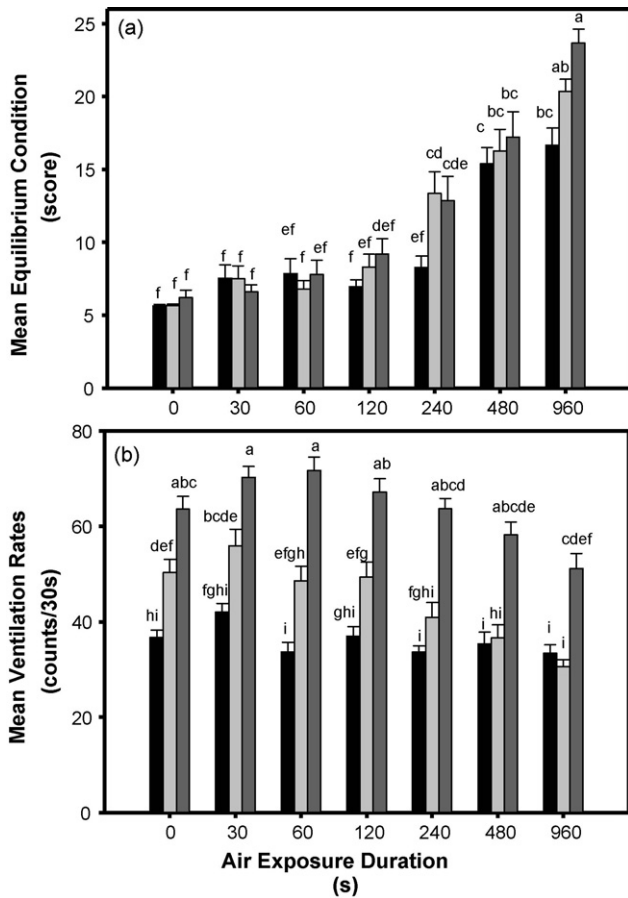 (a)
Mean Equilibrium Condition
(score)
25
20
15
10
5
0
f f f
f f f
ef f ef
f ef def
ef cd cde
c bc bc
bc ab a
0 30 60 120 240 480 960
(b)
Mean Ventilation Rates
(counts/30s)
80
60
40
20
0
hi def abc
fghi bcde a
i efgh a
ghi efg ab
i fghi abcd
i hi abcde
i i cdef
0 30 60 120 240 480 960
Air Exposure Duration
(s)